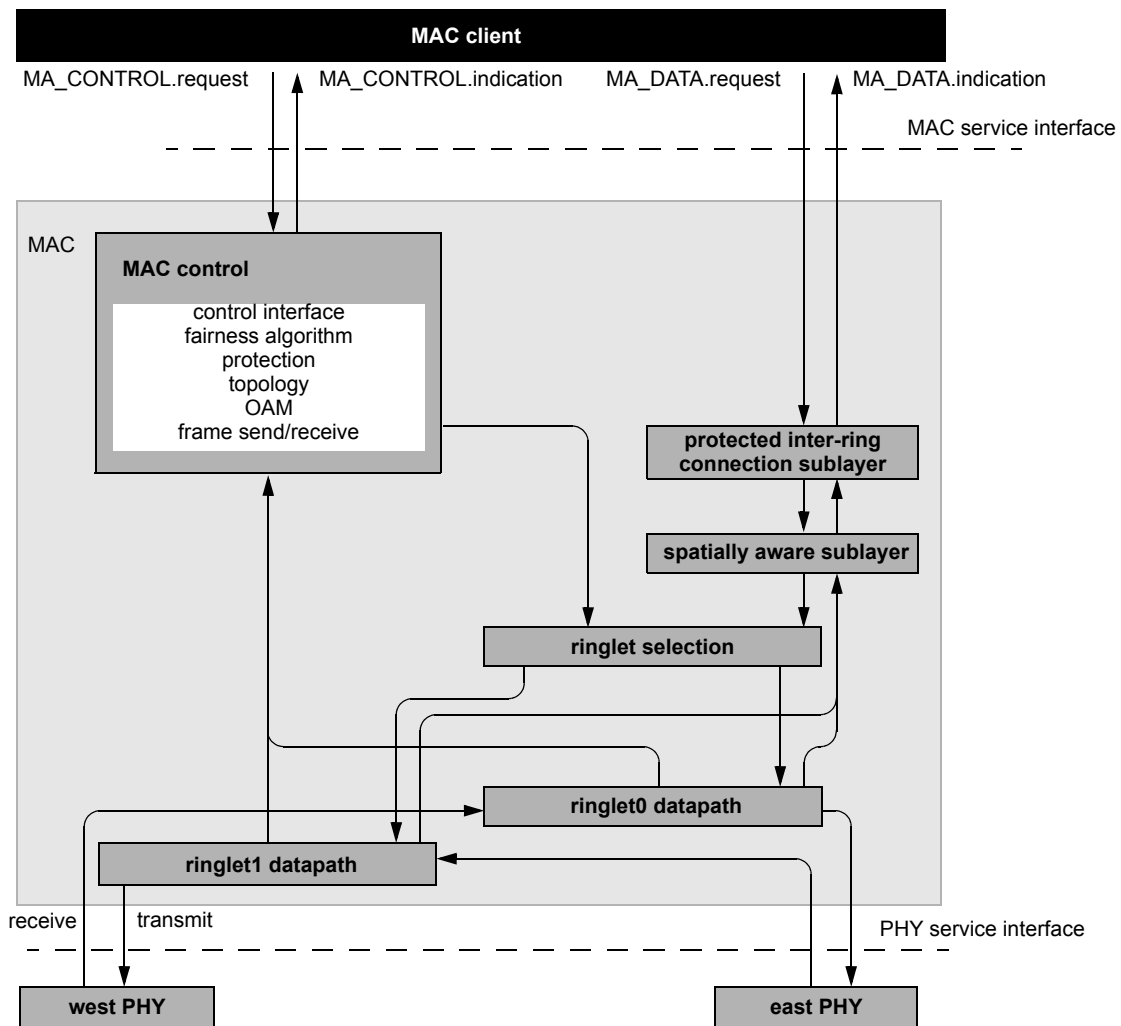 MAC client
MA_CONTROL.request
MA_CONTROL.indication
MA_DATA.request
MA_DATA.indication
MAC service interface
MAC
MAC control
control interface
fairness algorithm
protection
topology
OAM
frame send/receive
protected inter-ring
connection sublayer
spatially aware sublayer
ringlet selection
ringlet0 datapath
ringlet1 datapath
receive
transmit
PHY service interface
west PHY
east PHY